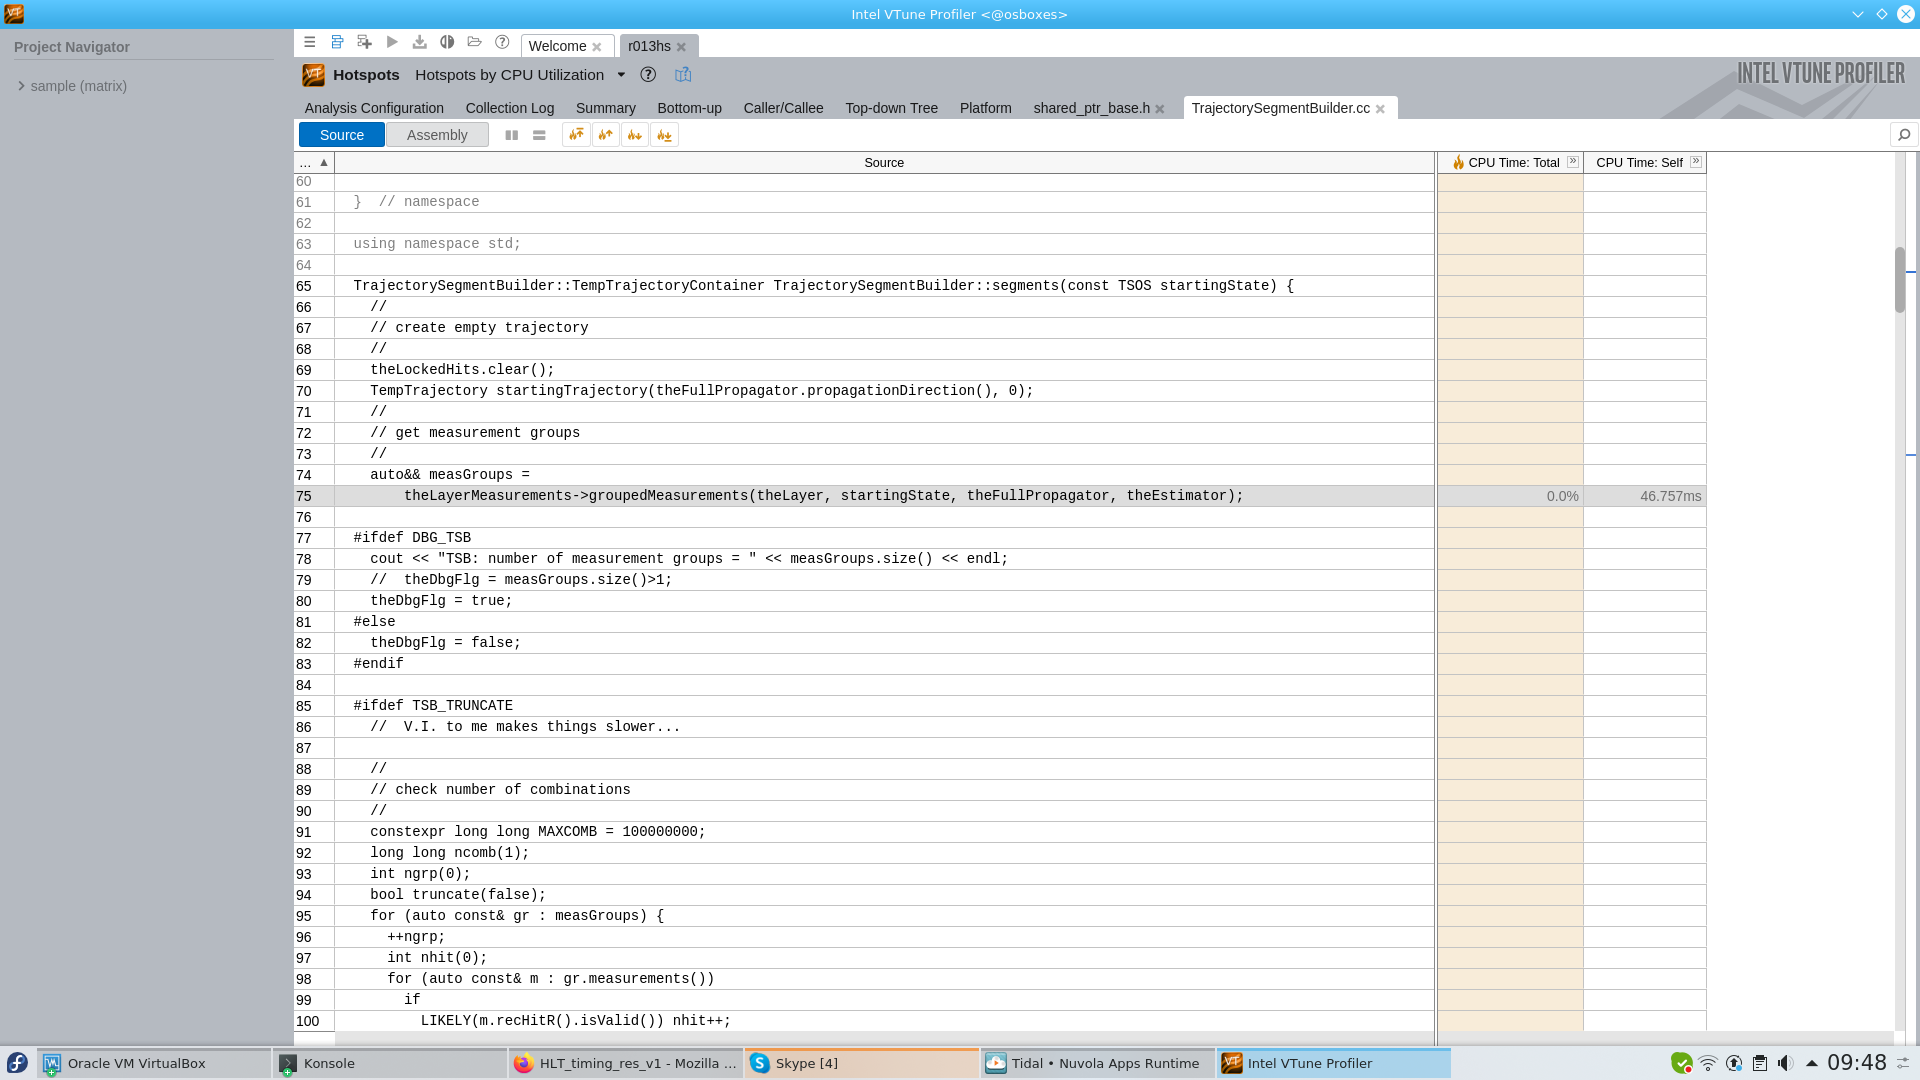 Intel VTune Profiler <@osboxes>
Project Navigator
sample (matrix)
Welcome
r013hs
Hotspots Hotspots by CPU Utilization
INTEL VTUNE PROFILER
Analysis Configuration Collection Log Summary Bottom-up Caller/Callee Top-down Tree Platform shared_ptr_base.h TrajectorySegmentBuilder.cc
Source Assembly
... ▲ Source CPU Time: Total CPU Time: Self
60
61 } // namespace
62
63 using namespace std;
64
65 TrajectorySegmentBuilder::TempTrajectoryContainer TrajectorySegmentBuilder::segments(const TSOS startingState) {
66 //
67 // create empty trajectory
68 //
69 theLockedHits.clear();
70 TempTrajectory startingTrajectory(theFullPropagator.propagationDirection(), 0);
71 //
72 // get measurement groups
73 //
74 auto&& measGroups =
75 theLayerMeasurements->groupedMeasurements(theLayer, startingState, theFullPropagator, theEstimator); 0.0% 46.757ms
76
77 #ifdef DBG_TSB
78 cout << "TSB: number of measurement groups = " << measGroups.size() << endl;
79 //  theDbgFlg = measGroups.size()>1;
80 theDbgFlg = true;
81 #else
82 theDbgFlg = false;
83 #endif
84
85 #ifdef TSB_TRUNCATE
86 //  V.I. to me makes things slower...
87
88 //
89 // check number of combinations
90 //
91 constexpr long long MAXCOMB = 100000000;
92 long long ncomb(1);
93 int ngrp(0);
94 bool truncate(false);
95 for (auto const& gr : measGroups) {
96 ++ngrp;
97 int nhit(0);
98 for (auto const& m : gr.measurements())
99 if
100 LIKELY(m.recHitR().isValid()) nhit++;
Oracle VM VirtualBox Konsole HLT_timing_res_v1 - Mozilla ... Skype [4] Tidal • Nuvola Apps Runtime Intel VTune Profiler 09:48